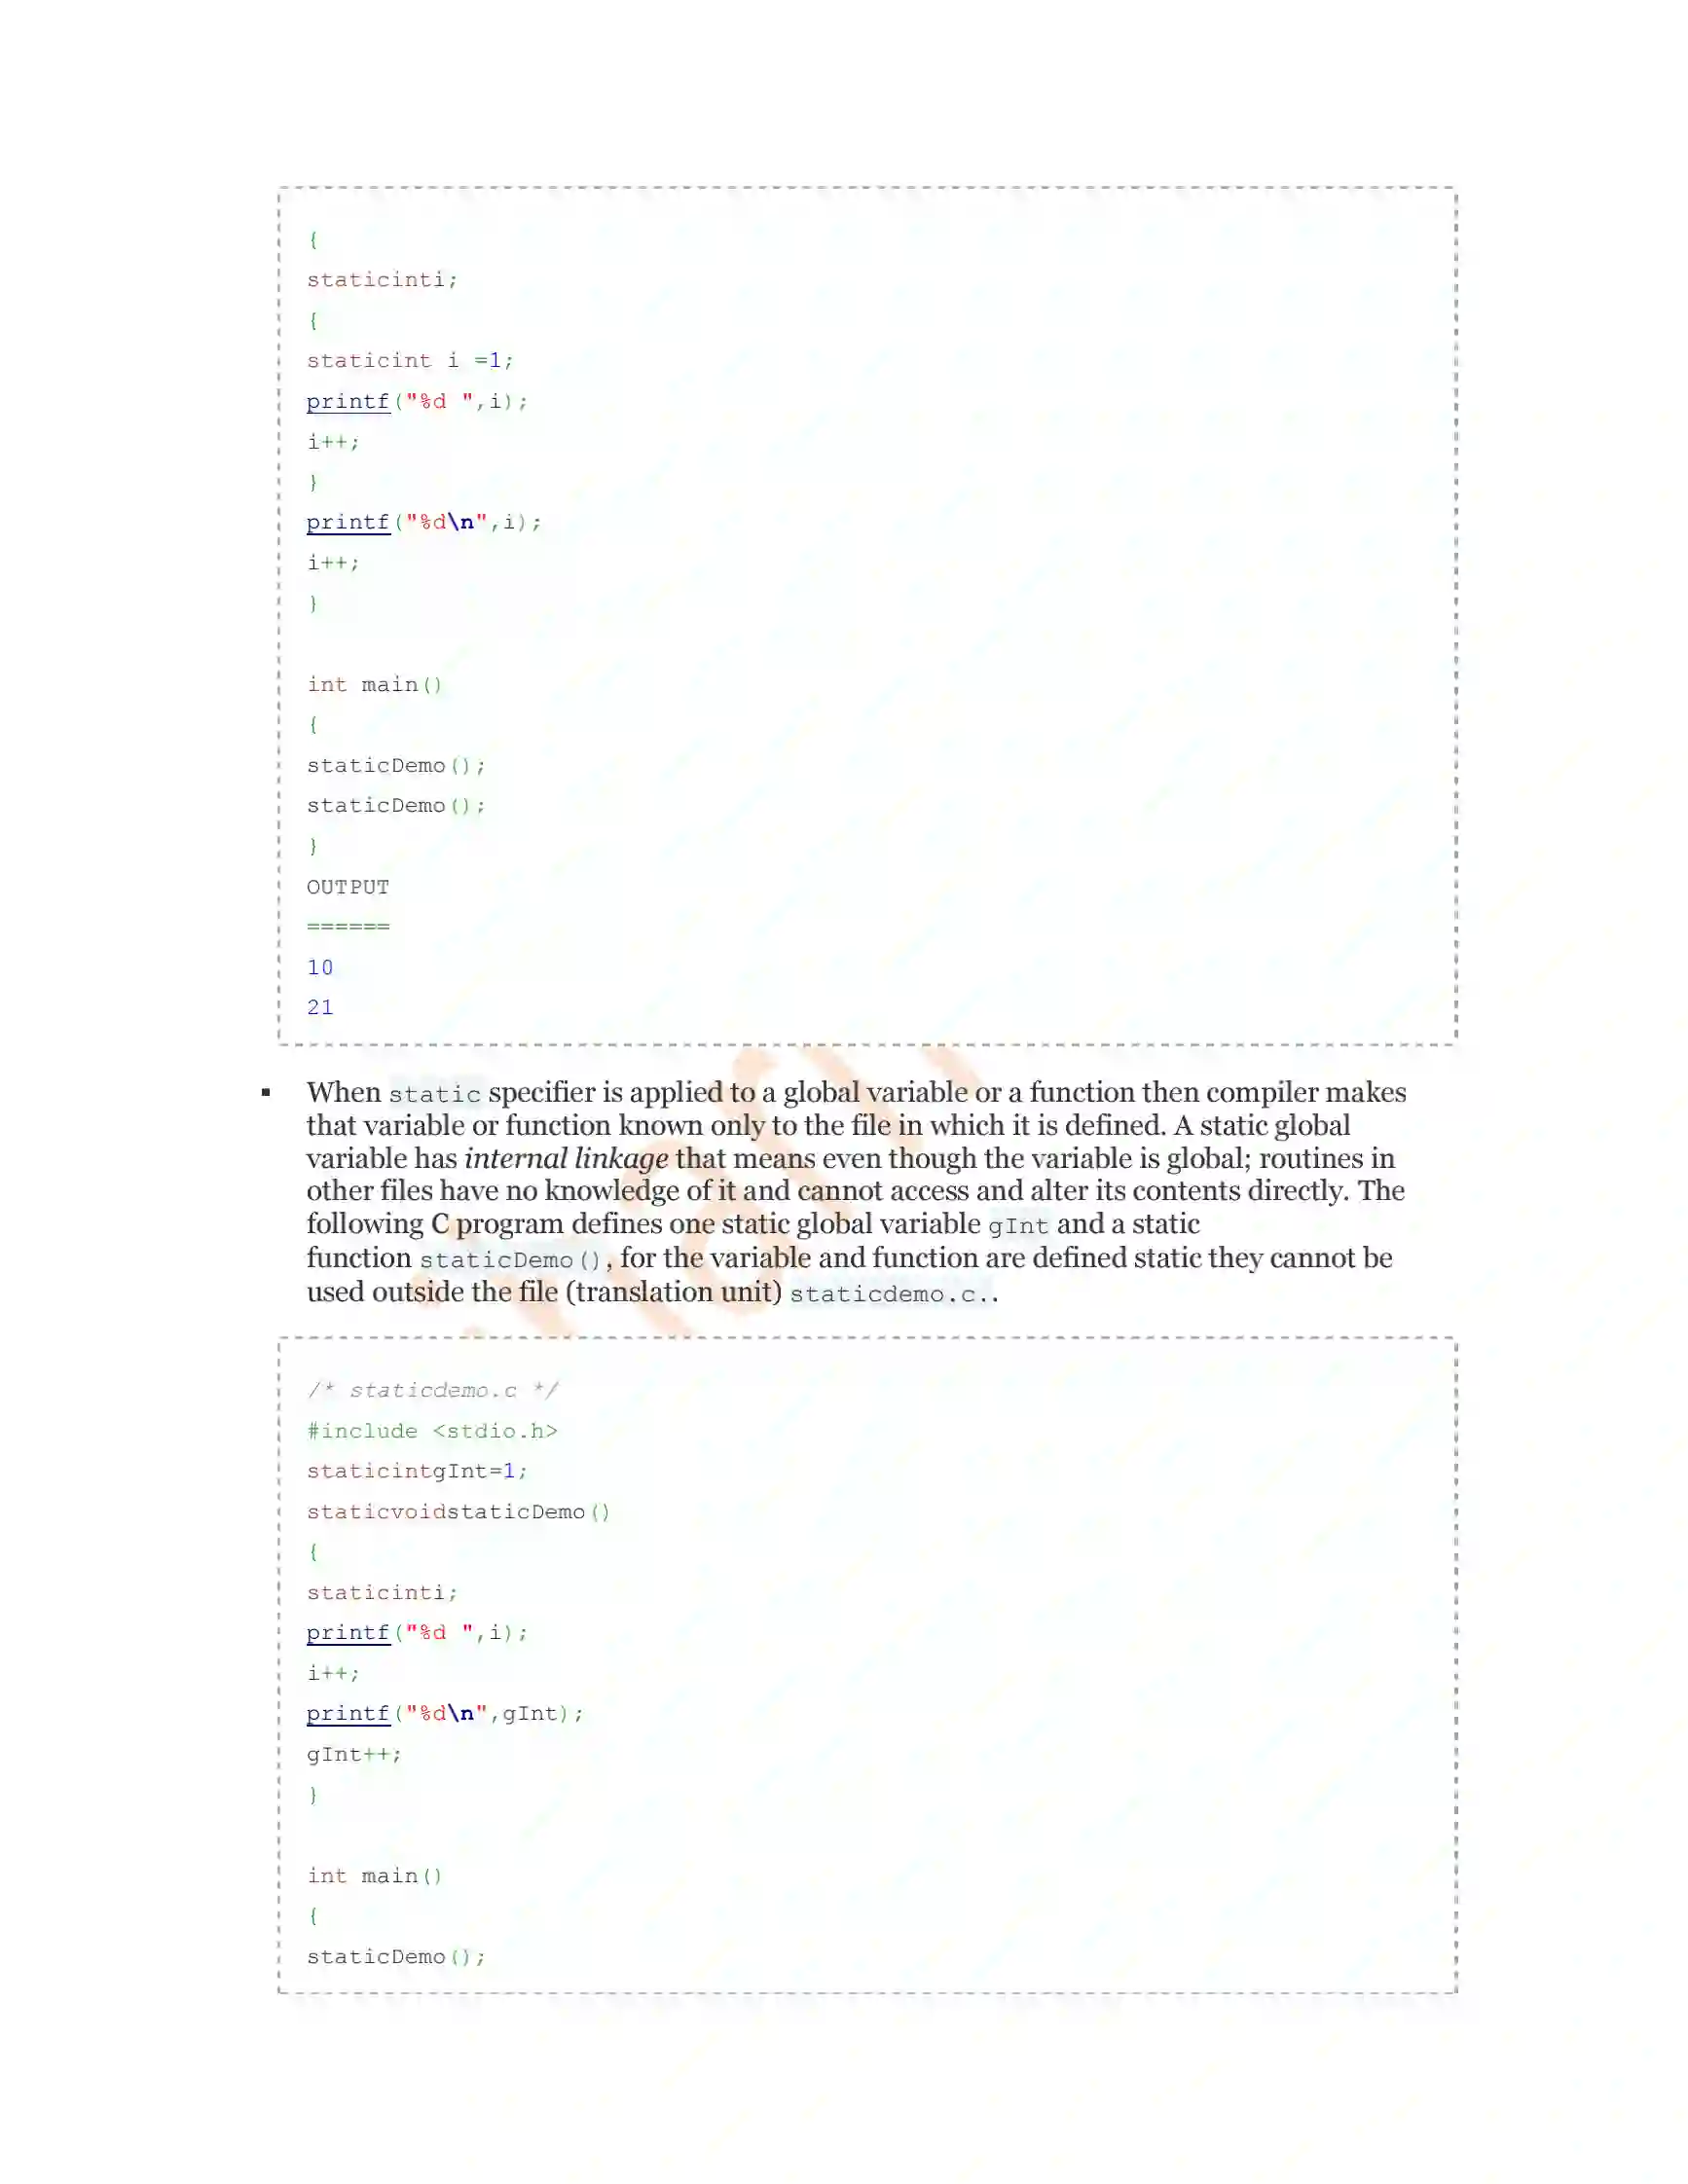 {
staticinti;
{
staticint i =1;
printf("%d ",i);
i++;
}
printf("%d\n",i);
i++;
}
int main()
{
staticDemo();
staticDemo();
}
OUTPUT
======
10
21
▪ When static specifier is applied to a global variable or a function then compiler makes
that variable or function known only to the file in which it is defined. A static global
variable has internal linkage that means even though the variable is global; routines in
other files have no knowledge of it and cannot access and alter its contents directly. The
following C program defines one static global variable gInt and a static
function staticDemo(), for the variable and function are defined static they cannot be
used outside the file (translation unit) staticdemo.c..
/* staticdemo.c */
#include <stdio.h>
staticintgInt=1;
staticvoidstaticDemo()
{
staticinti;
printf("%d ",i);
i++;
printf("%d\n",gInt);
gInt++;
}
int main()
{
staticDemo();